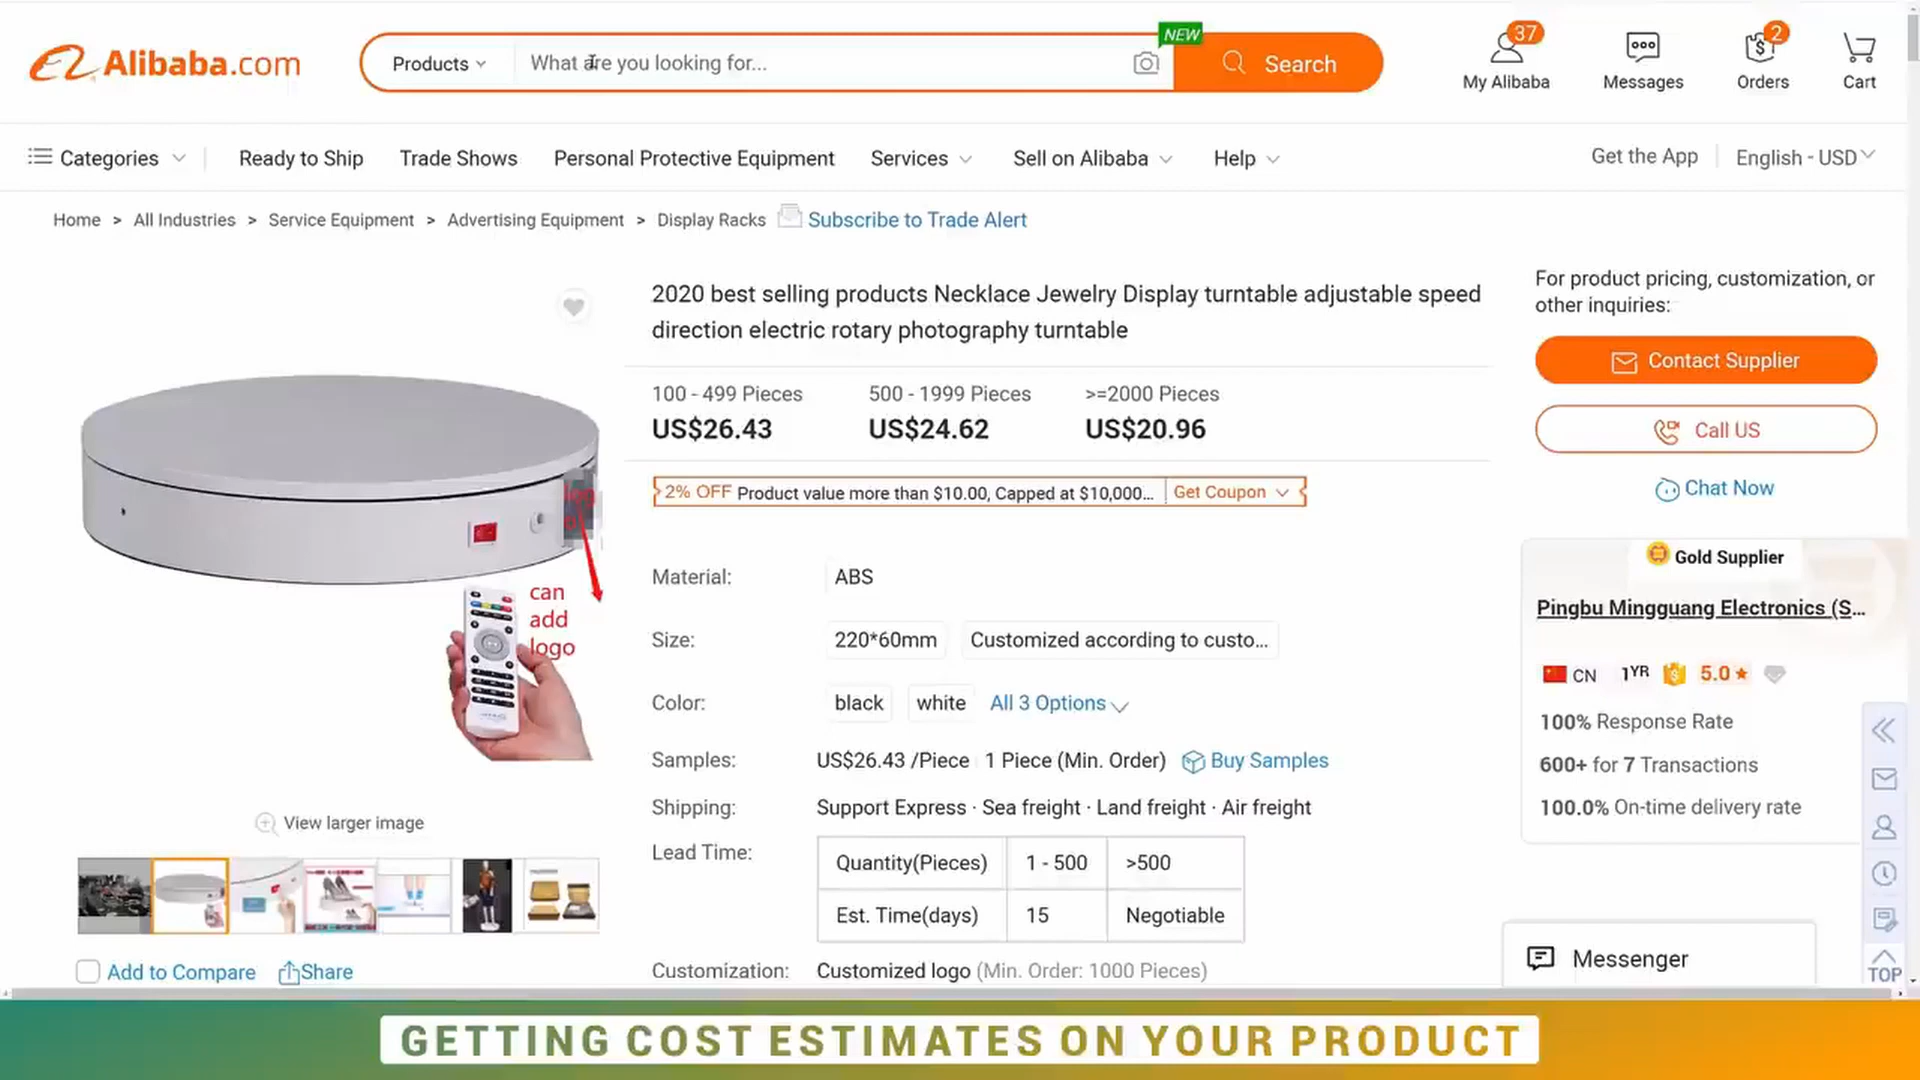 Alibaba.com
Products
What are you looking for...
NEW
Search
37
My Alibaba
Messages
2
Orders
Cart
Categories
Ready to Ship
Trade Shows
Personal Protective Equipment
Services
Sell on Alibaba
Help
Get the App
English - USD
Home > All Industries > Service Equipment > Advertising Equipment > Display Racks
Subscribe to Trade Alert
2020 best selling products Necklace Jewelry Display turntable adjustable speed
direction electric rotary photography turntable
100 - 499 Pieces
US$26.43
500 - 1999 Pieces
US$24.62
>=2000 Pieces
US$20.96
2% OFF Product value more than $10.00, Capped at $10,000... Get Coupon
can
add
logo
Material: ABS
Size: 220*60mm Customized according to custo...
Color: black white All 3 Options
Samples: US$26.43 /Piece 1 Piece (Min. Order) Buy Samples
Shipping: Support Express · Sea freight · Land freight · Air freight
Lead Time:
Quantity(Pieces) 1 - 500 >500
Est. Time(days) 15 Negotiable
Customization: Customized logo (Min. Order: 1000 Pieces)
View larger image
Add to Compare
Share
For product pricing, customization, or
other inquiries:
Contact Supplier
Call US
Chat Now
Gold Supplier
Pingbu Mingguang Electronics (S...
CN 1YR 5.0
100% Response Rate
600+ for 7 Transactions
100.0% On-time delivery rate
Messenger
TOP
GETTING COST ESTIMATES ON YOUR PRODUCT